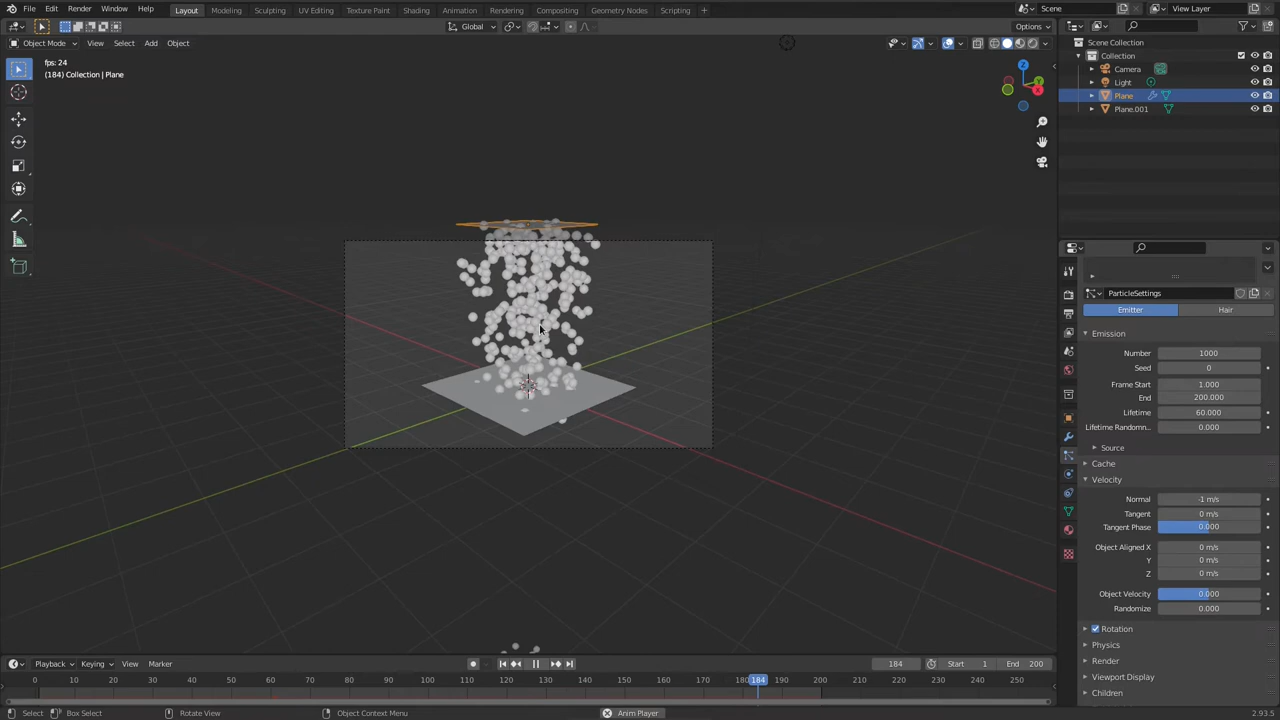 File Edit Render Window Help Layout Modeling Sculpting UV Editing Texture Paint Shading Animation Rendering Compositing Geometry Nodes Scripting + Scene View Layer
Global Options
Object Mode View Select Add Object
fps: 24
(184) Collection | Plane
Z
Y
X
Scene Collection
Collection
Camera
Light
Plane
Plane.001
ParticleSettings
Emitter Hair
Emission
Number 1000
Seed 0
Frame Start 1.000
End 200.000
Lifetime 60.000
Lifetime Randomn.. 0.000
Source
Cache
Velocity
Normal -1 m/s
Tangent 0 m/s
Tangent Phase 0.000
Object Aligned X 0 m/s
Y 0 m/s
Z 0 m/s
Object Velocity 0.000
Randomize 0.000
Rotation
Physics
Render
Viewport Display
Children
Playback Keying View Marker 184 Start 1 End 200
0 10 20 30 40 50 60 70 80 90 100 110 120 130 140 150 160 170 180 184 190 200 210 220 230 240 250
Select Box Select Rotate View Object Context Menu Anim Player 2.93.5